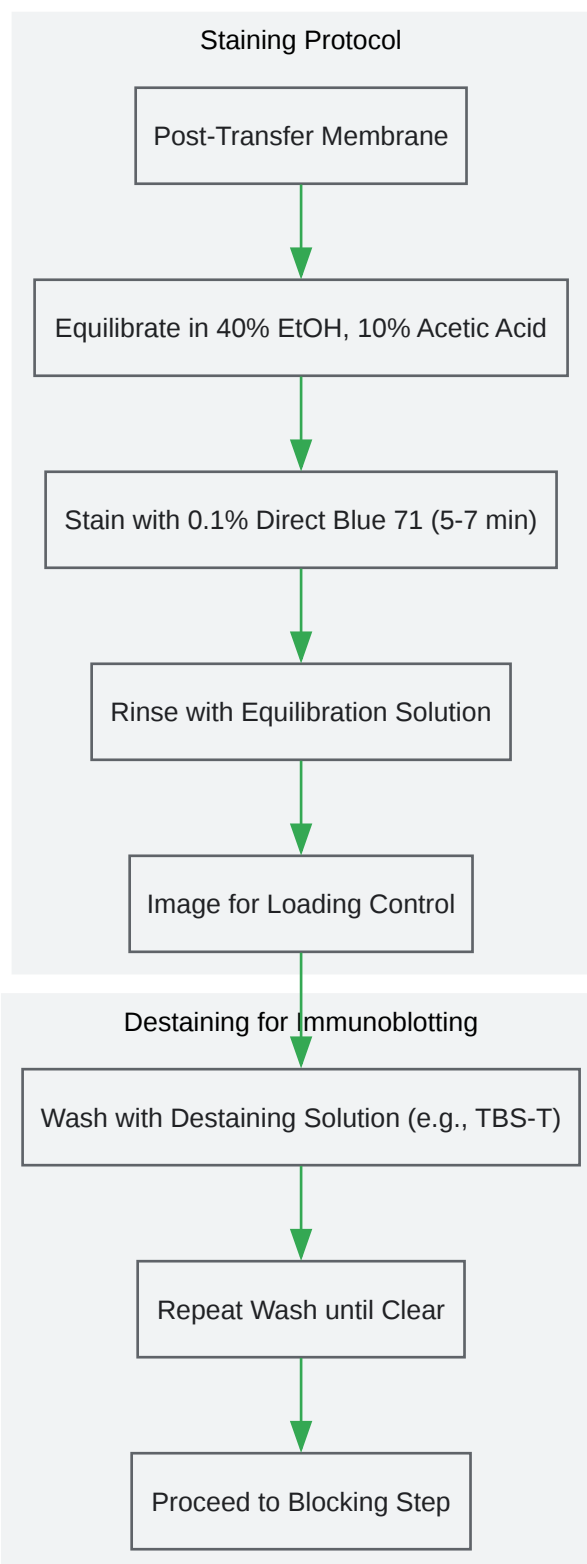 Staining Protocol
Post-Transfer Membrane
Equilibrate in 40% EtOH, 10% Acetic Acid
Stain with 0.1% Direct Blue 71 (5-7 min)
Rinse with Equilibration Solution
Image for Loading Control
Destaining for Immunoblotting
Wash with Destaining Solution (e.g., TBS-T)
Repeat Wash until Clear
Proceed to Blocking Step